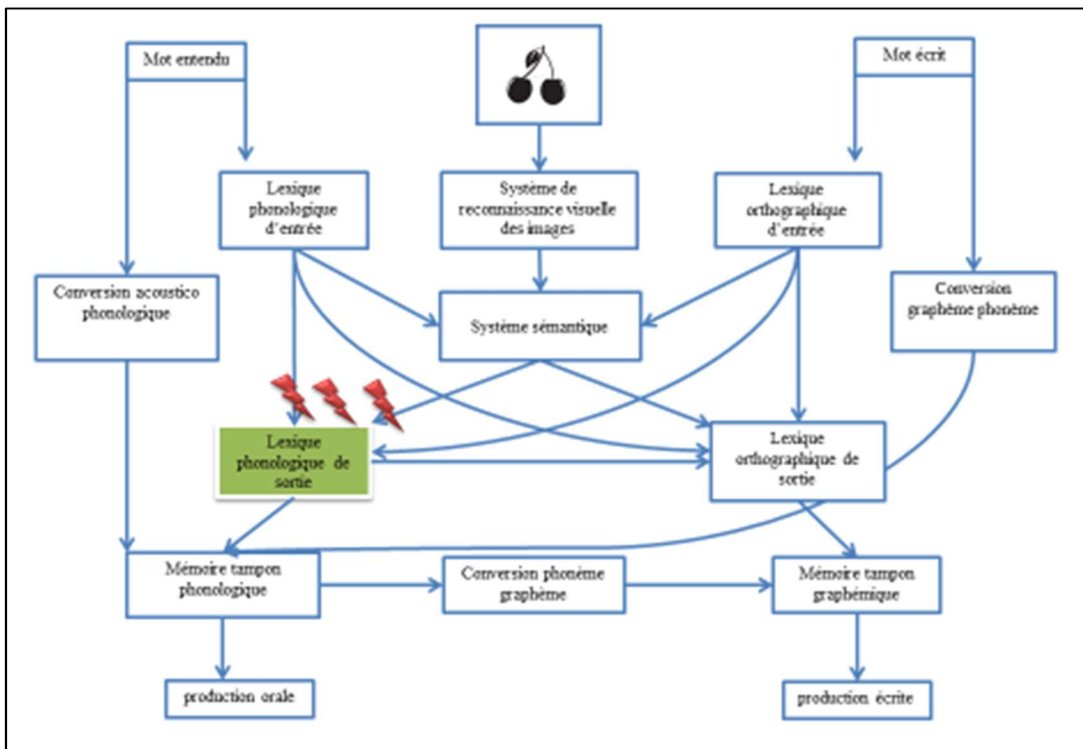 Mot entendu
Mot écrit
Lexique
phonologique
d'entrée
Système de
reconnaissance visuelle
des images
Lexique
orthographique
d'entrée
Conversion acoustico
phonologique
Système sémantique
Conversion
graphème phonème
Lexique
phonologique de
sortie
Lexique
orthographique de
sortie
Mémoire tampon
phonologique
Conversion phonème
graphème
Mémoire tampon
graphémique
production orale
production écrite